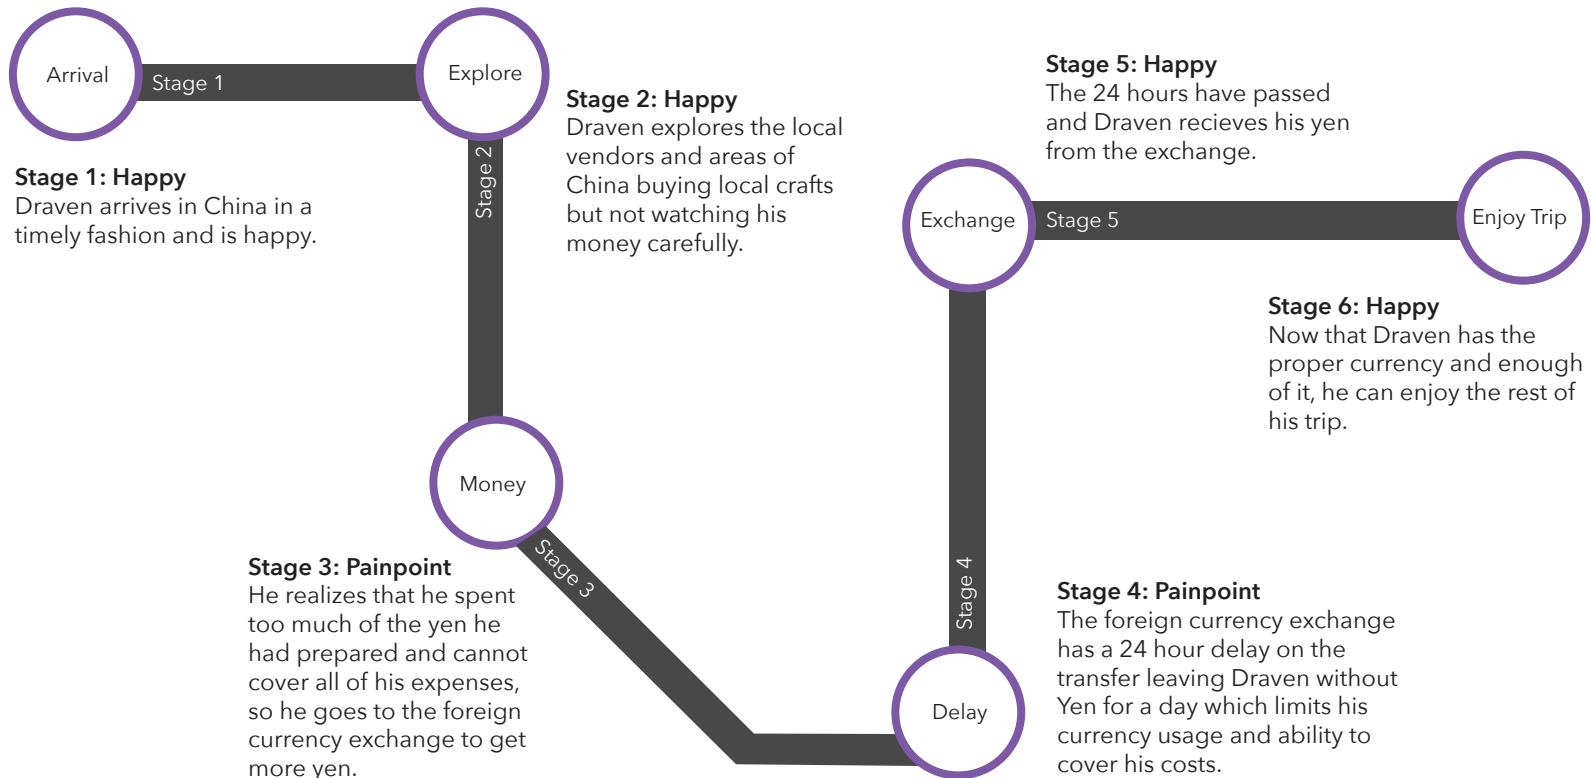 Arrival
Stage 1
Explore
Stage 1: Happy
Draven arrives in China in a
timely fashion and is happy.
Stage 2
Stage 2: Happy
Draven explores the local
vendors and areas of
China buying local crafts
but not watching his
money carefully.
Money
Stage 3
Stage 3: Painpoint
He realizes that he spent
too much of the yen he
had prepared and cannot
cover all of his expenses,
so he goes to the foreign
currency exchange to get
more yen.
Delay
Stage 4
Stage 4: Painpoint
The foreign currency exchange
has a 24 hour delay on the
transfer leaving Draven without
Yen for a day which limits his
currency usage and ability to
cover his costs.
Exchange
Stage 5
Stage 5: Happy
The 24 hours have passed
and Draven recieves his yen
from the exchange.
Enjoy Trip
Stage 6: Happy
Now that Draven has the
proper currency and enough
of it, he can enjoy the rest of
his trip.